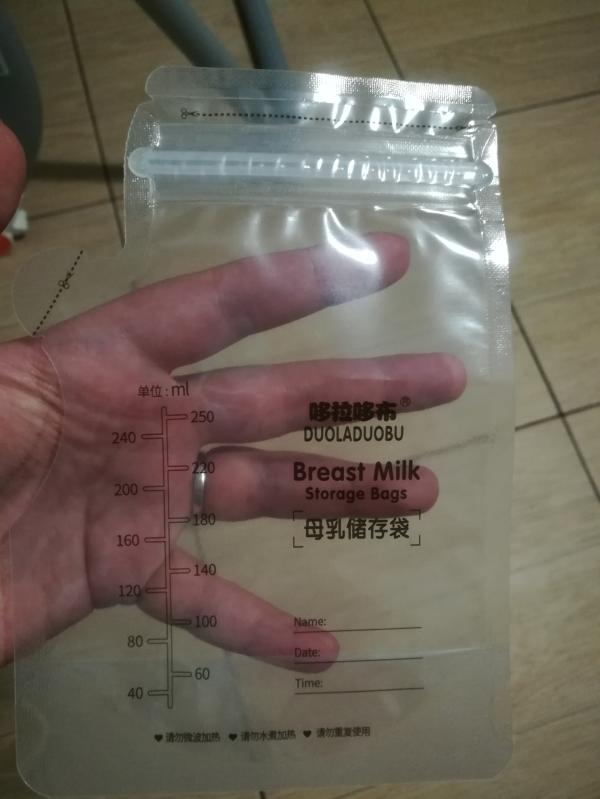 单位:ml
250
240
220
200
180
160
140
120
100
80
60
40
哆拉哆布®
DUOLADUOBU
Breast Milk
Storage Bags
母乳储存袋
Name:
Date:
Time:
♥请勿微波加热 ♥请勿水煮加热 ♥请勿重复使用